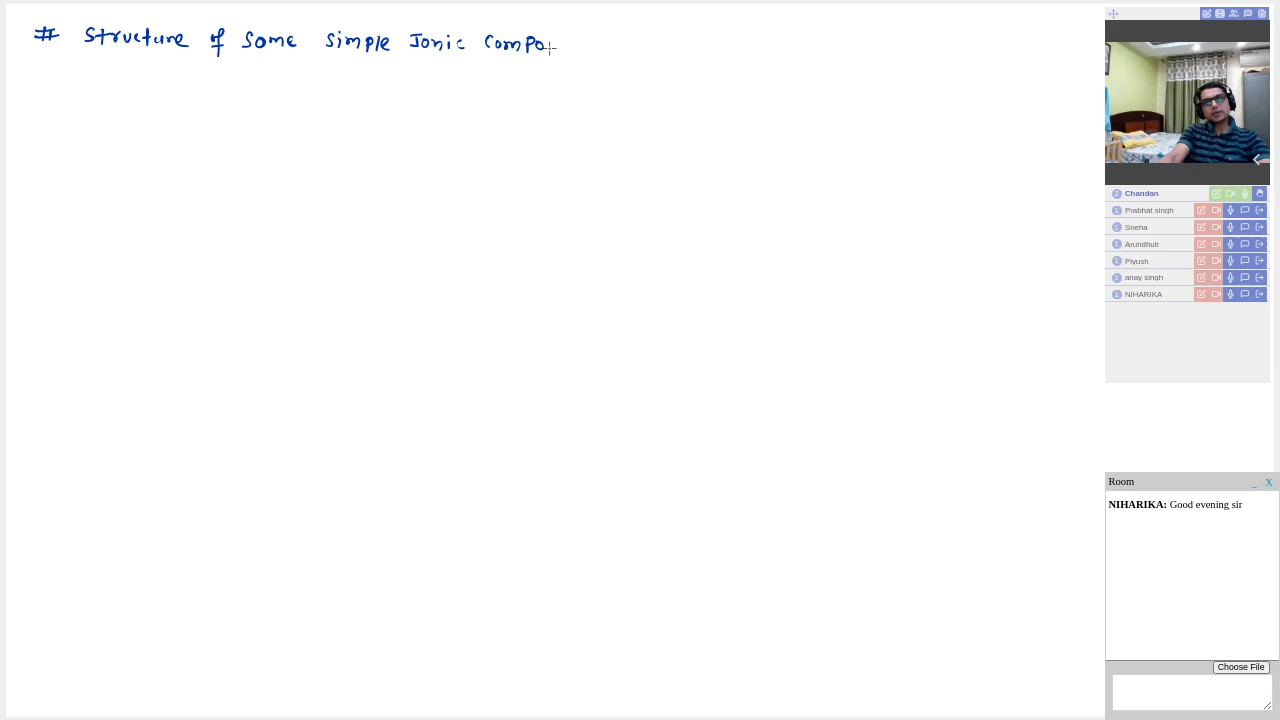 # Structure of Some Simple Ionic Compo
Chandan
Prabhat singh
Sneha
Arundhuti
Piyush
anay singh
NIHARIKA
Room _ X
NIHARIKA: Good evening sir
Choose File